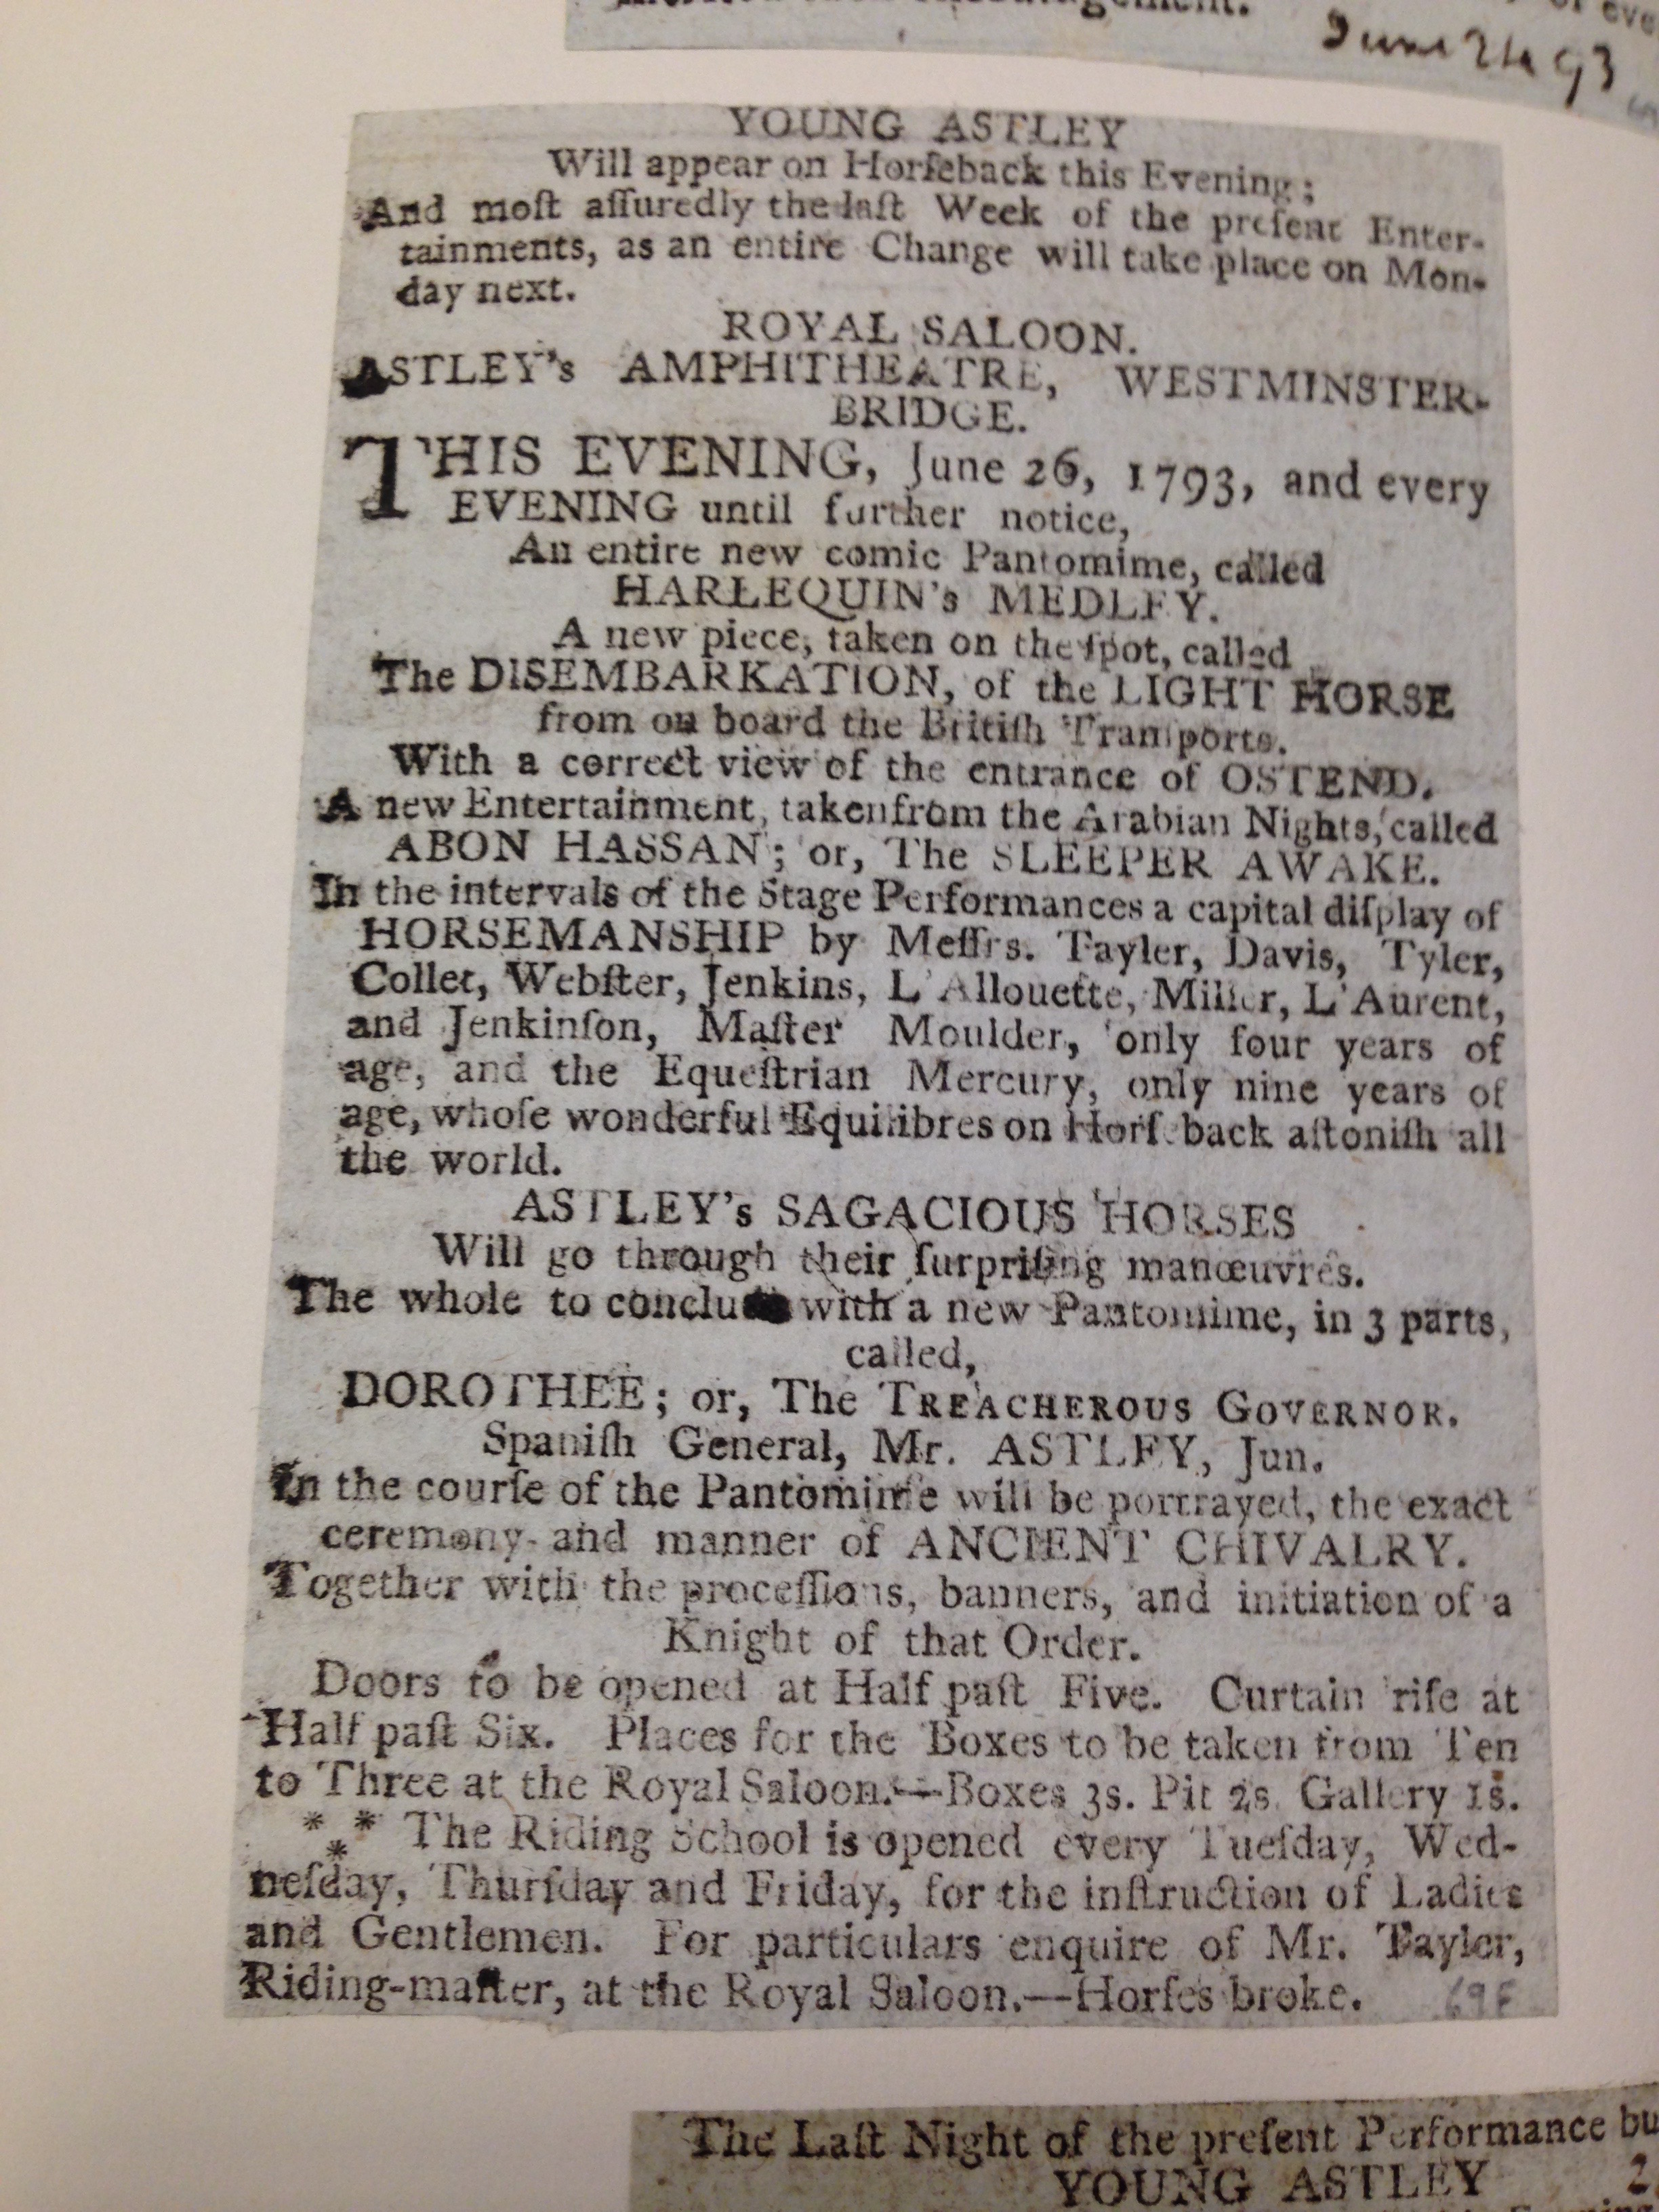 June 24 93
YOUNG ASTLEY
Will appear on Horſeback this Evening;
And moſt aſſuredly the laſt Week of the preſent Enter-
tainments, as an entire Change will take place on Mon-
day next.
ROYAL SALOON.
ASTLEY's AMPHITHEATRE, WESTMINSTER-
BRIDGE.
THIS EVENING, June 26, 1793, and every
EVENING until further notice,
An entire new comic Pantomime, called
HARLEQUIN's MEDLEY.
A new piece, taken on the ſpot, called
The DISEMBARKATION, of the LIGHT HORSE
from on board the Britiſh Tranſports.
With a correct view of the entrance of OSTEND.
A new Entertainment, taken from the Arabian Nights, called
ABON HASSAN; or, The SLEEPER AWAKE.
In the intervals of the Stage Performances a capital diſplay of
HORSEMANSHIP by Meſſrs. Tayler, Davis, Tyler,
Collet, Webſter, Jenkins, L'Allouette, Miller, L'Aurent,
and Jenkinſon, Maſter Moulder, only four years of
age, and the Equeſtrian Mercury, only nine years of
age, whoſe wonderful Equilibres on Horſeback aſtoniſh all
the world.
ASTLEY's SAGACIOUS HORSES
Will go through their ſurpriſing manœuvres.
The whole to conclude with a new Pantomime, in 3 parts,
called,
DOROTHEE; or, The TREACHEROUS GOVERNOR.
Spaniſh General, Mr. ASTLEY, Jun.
In the courſe of the Pantomime will be portrayed, the exact
ceremony and manner of ANCIENT CHIVALRY.
Together with the proceſſions, banners, and initiation of a
Knight of that Order.
Doors to be opened at Half paſt Five. Curtain riſe at
Half paſt Six. Places for the Boxes to be taken from Ten
to Three at the Royal Saloon.—Boxes 3s. Pit 2s. Gallery 1s.
*** The Riding School is opened every Tueſday, Wed-
neſday, Thurſday and Friday, for the inſtruction of Ladies
and Gentlemen. For particulars enquire of Mr. Tayler,
Riding-maſter, at the Royal Saloon.—Horſes broke.
The Laſt Night of the preſent Performance
YOUNG ASTLEY